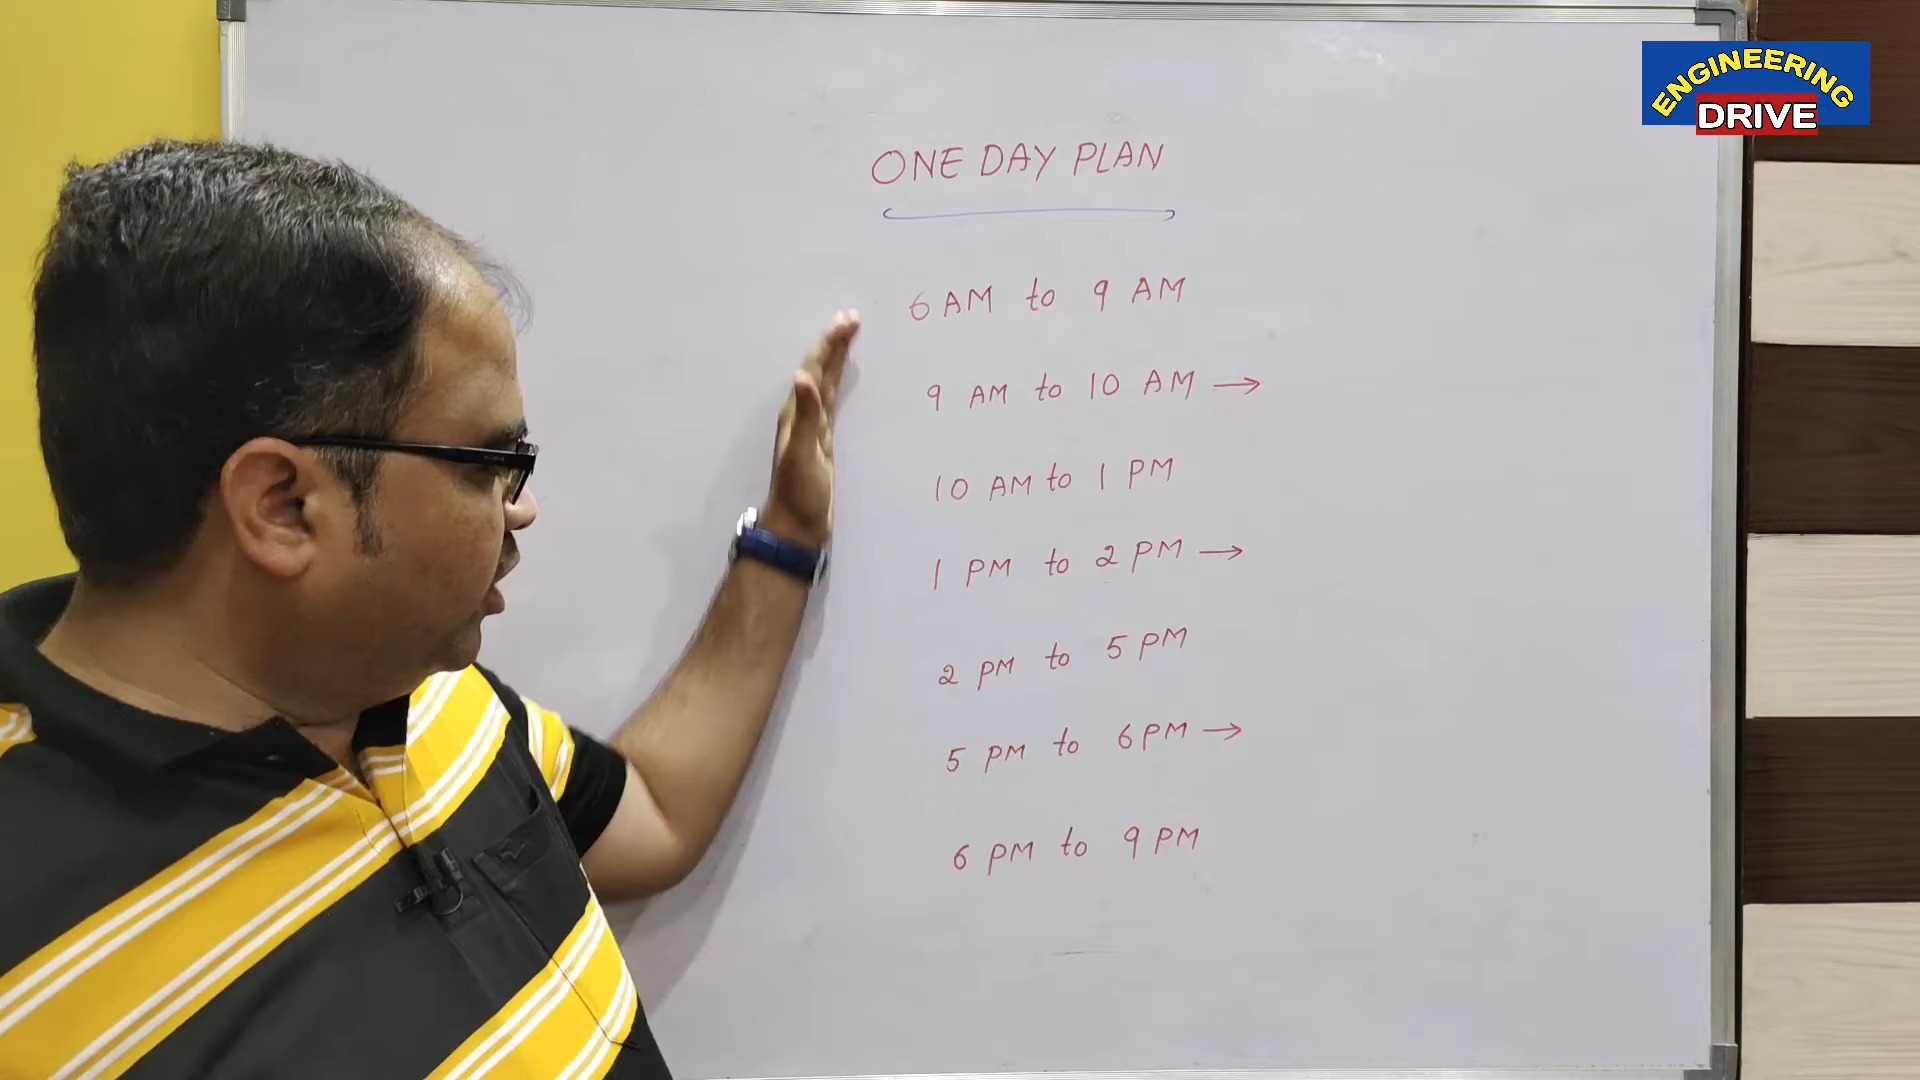 ENGINEERING
DRIVE
ONE DAY PLAN
6 AM to 9 AM
9 AM to 10 AM →
10 AM to 1 PM
1 PM to 2 PM →
2 PM to 5 PM
5 PM to 6 PM →
6 PM to 9 PM